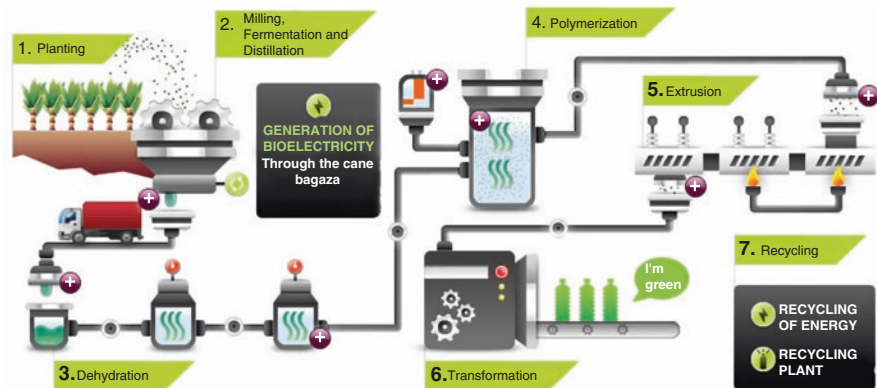 1. Planting
2. Milling,
Fermentation and
Distillation
GENERATION OF
BIOELECTRICITY
Through the cane
bagaza
3. Dehydration
4. Polymerization
5. Extrusion
I'm
green
6. Transformation
7. Recycling
RECYCLING
OF ENERGY
RECYCLING
PLANT